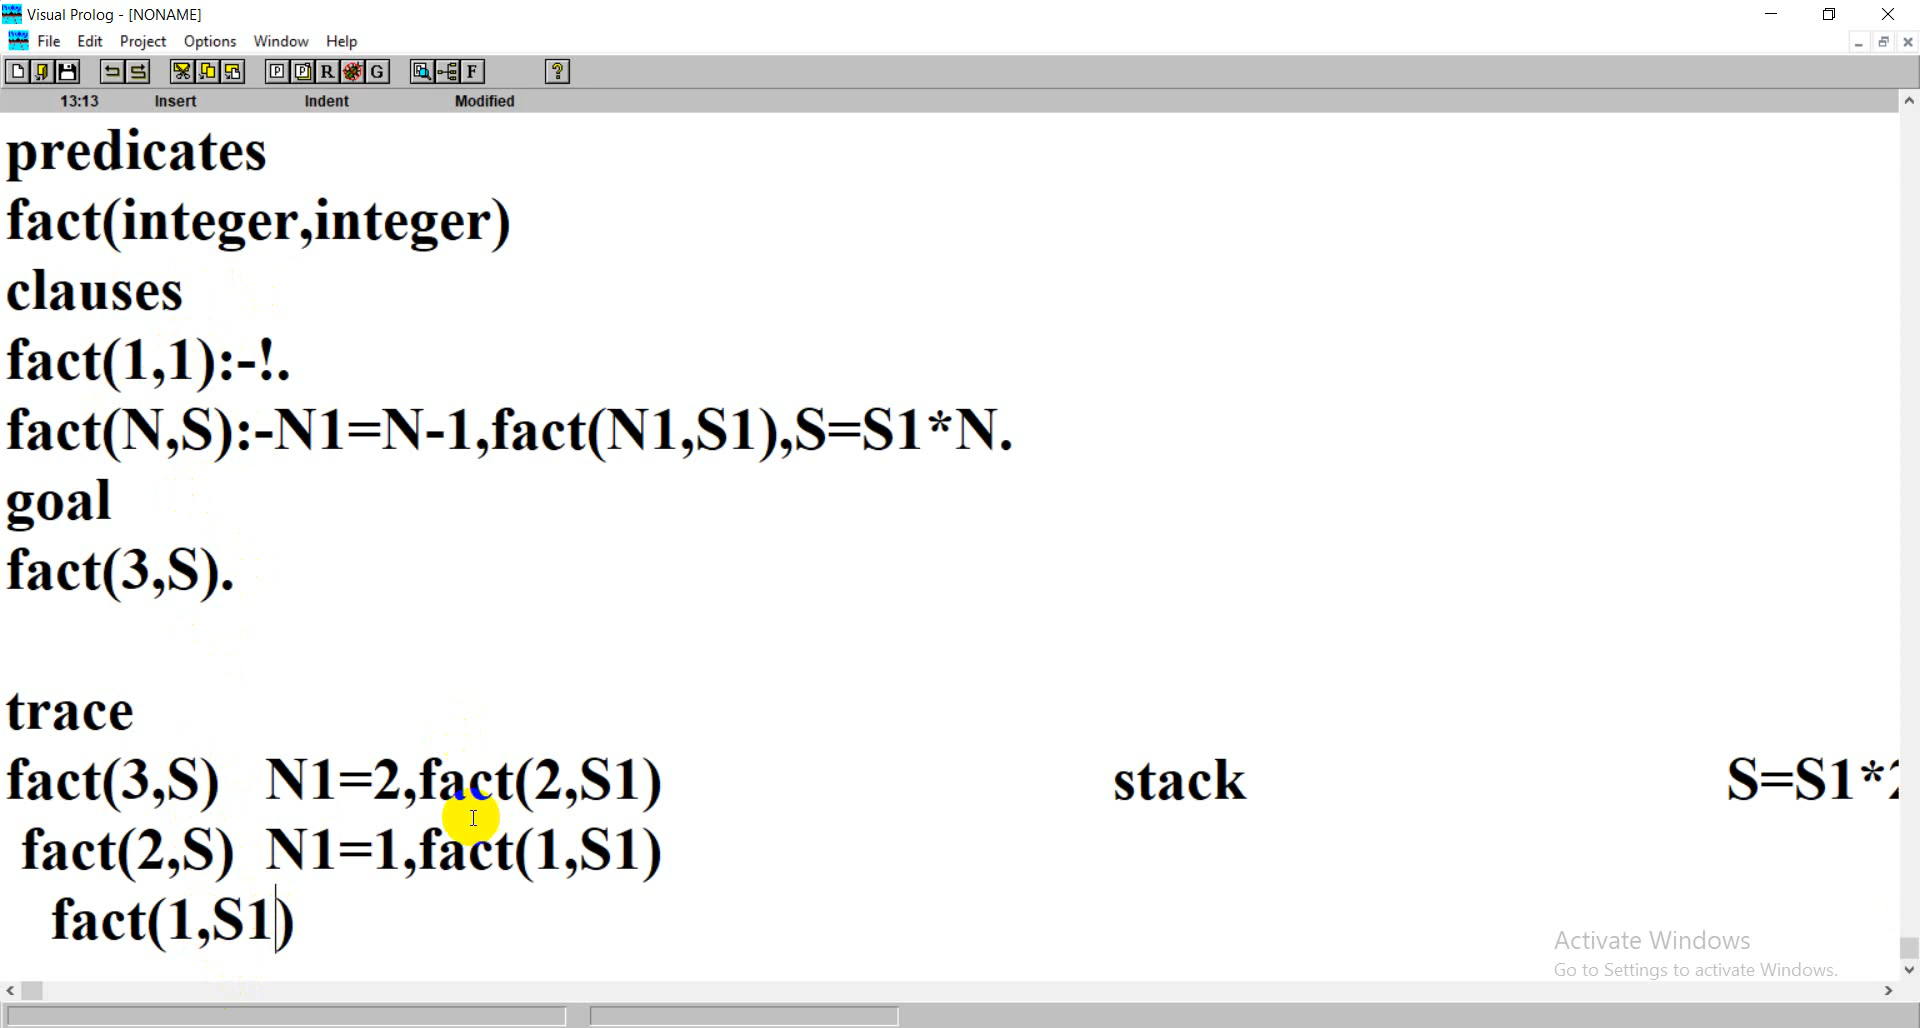 Visual Prolog - [NONAME]
File Edit Project Options Window Help
P P R G F ?
13:13 Insert Indent Modified
predicates
fact(integer,integer)
clauses
fact(1,1):-!.
fact(N,S):-N1=N-1,fact(N1,S1),S=S1*N.
goal
fact(3,S).
trace
fact(3,S) N1=2,fact(2,S1) stack S=S1*
fact(2,S) N1=1,fact(1,S1)
fact(1,S1)
Activate Windows
Go to Settings to activate Windows.